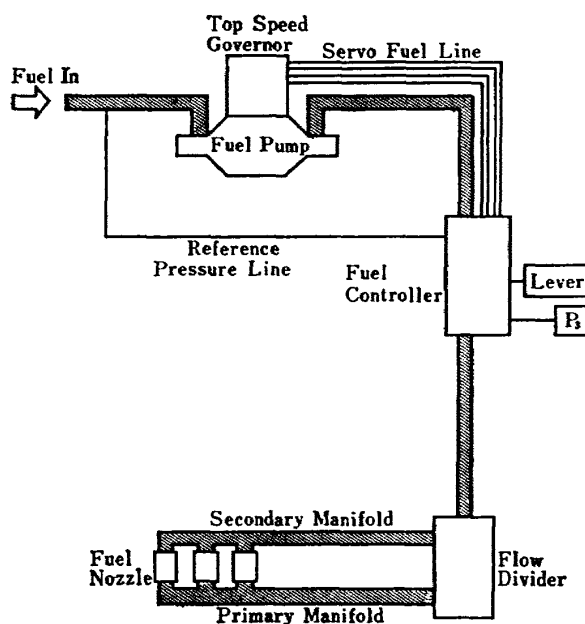 Top Speed
Governor
Servo Fuel Line
Fuel In
Fuel Pump
Reference
Pressure Line
Fuel
Controller
Lever
P₃
Secondary Manifold
Fuel
Nozzle
Flow
Divider
Primary Manifold